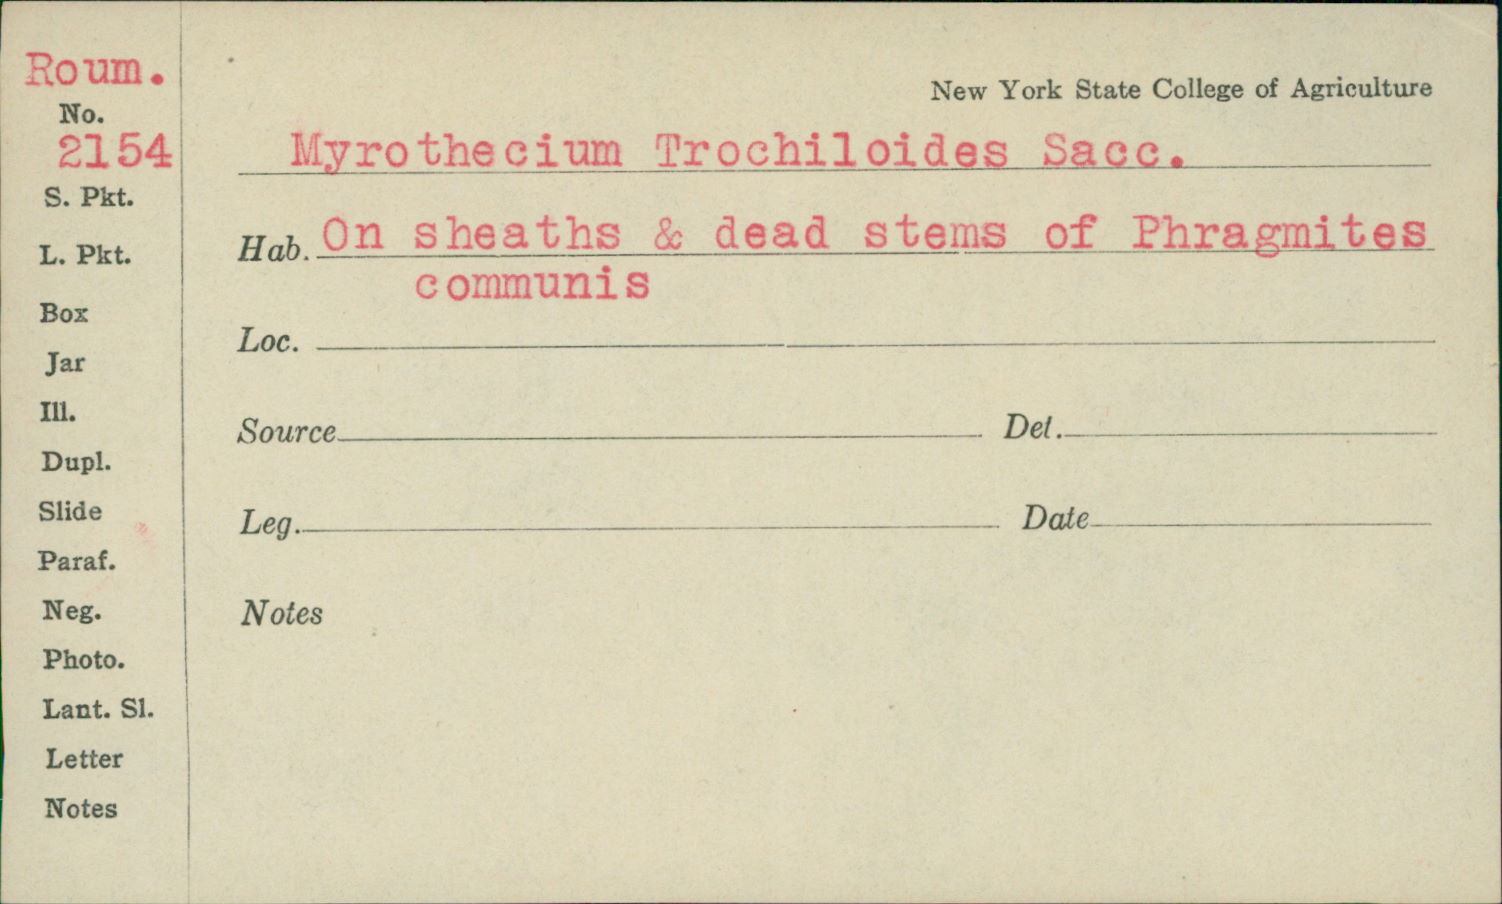 Roum.
No.
2154
S. Pkt.
L. Pkt.
Box
Jar
Ill.
Dupl.
Slide
Paraf.
Neg.
Photo.
Lant. Sl.
Letter
Notes
New York State College of Agriculture
Myrothecium Trochiloides Sacc.
Hab. On sheaths & dead stems of Phragmites
communis
Loc.
Source Det.
Leg. Date
Notes